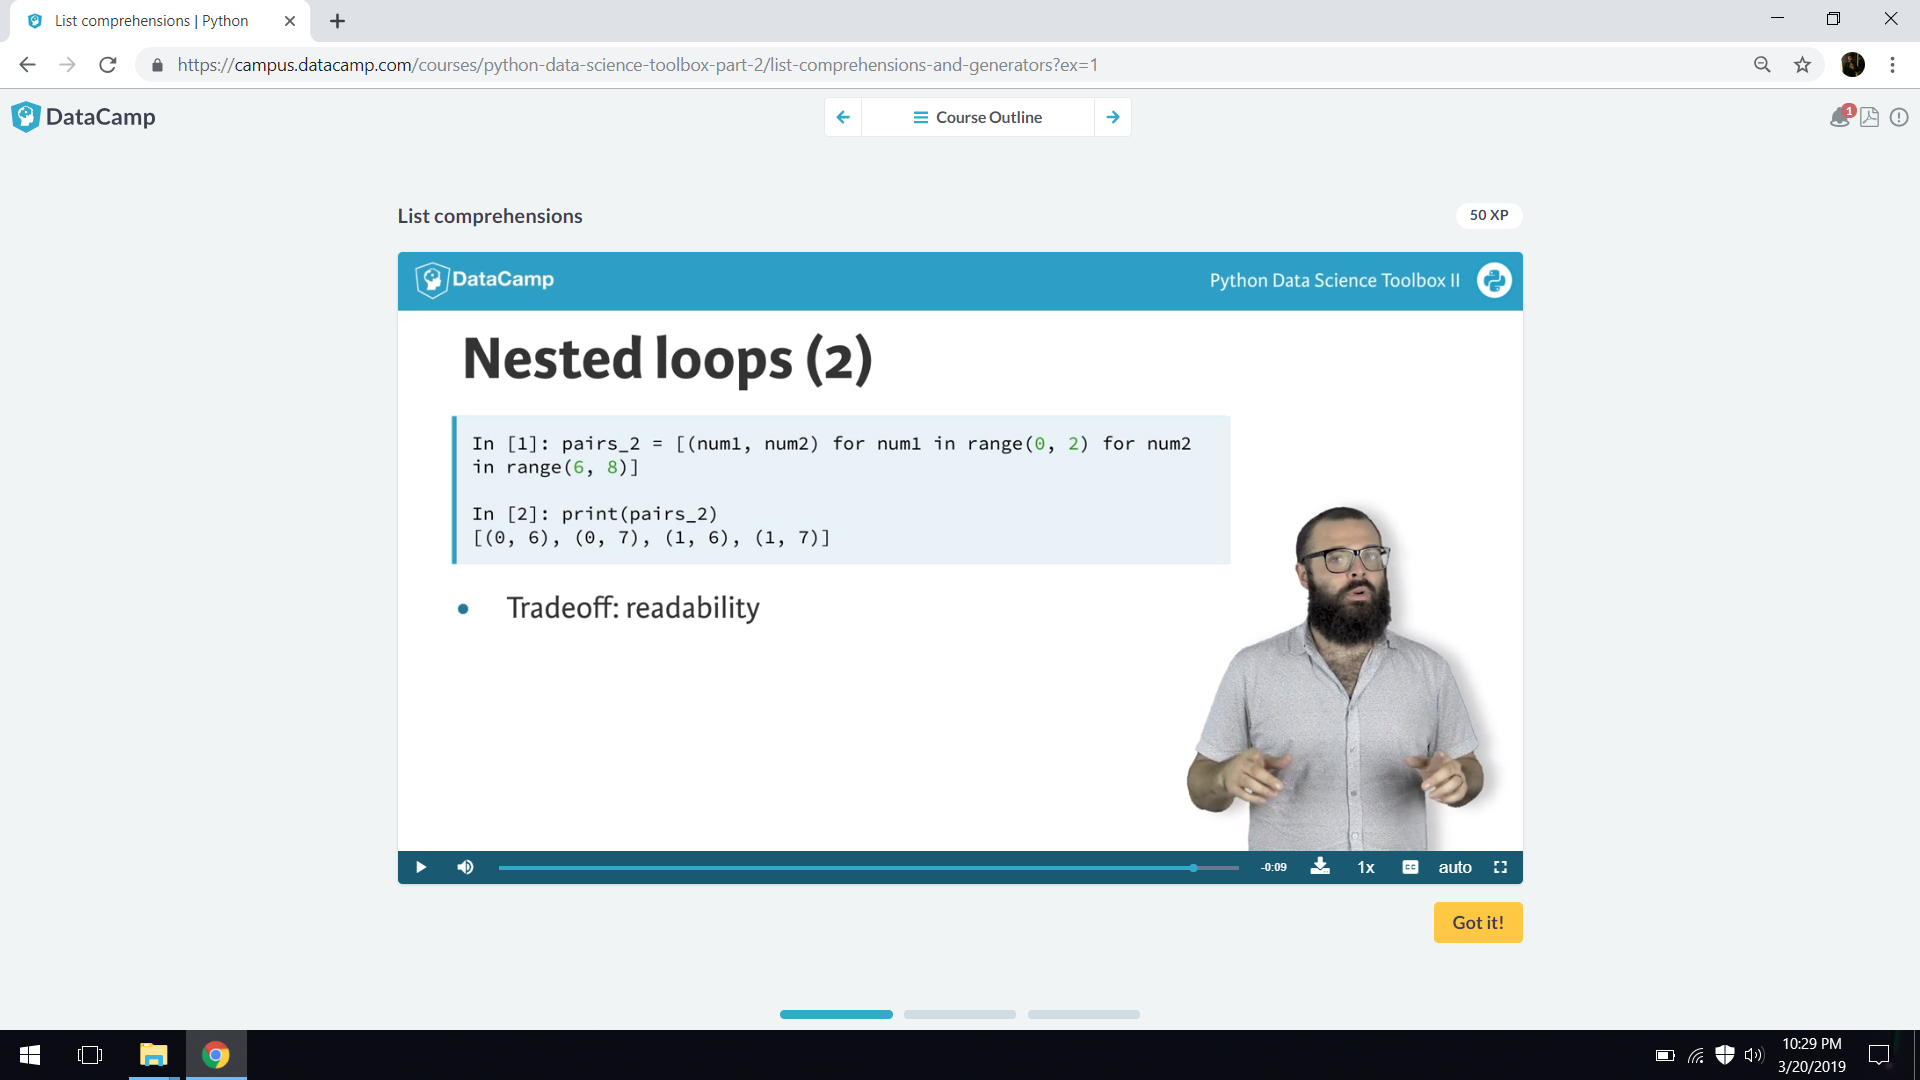 List comprehensions | Python
https://campus.datacamp.com/courses/python-data-science-toolbox-part-2/list-comprehensions-and-generators?ex=1
DataCamp
Course Outline
1
List comprehensions
50 XP
DataCamp
Python Data Science Toolbox II
Nested loops (2)
In [1]: pairs_2 = [(num1, num2) for num1 in range(0, 2) for num2
in range(6, 8)]
In [2]: print(pairs_2)
[(0, 6), (0, 7), (1, 6), (1, 7)]
• Tradeoff: readability
-0:09
1x
CC
auto
Got it!
10:29 PM
3/20/2019